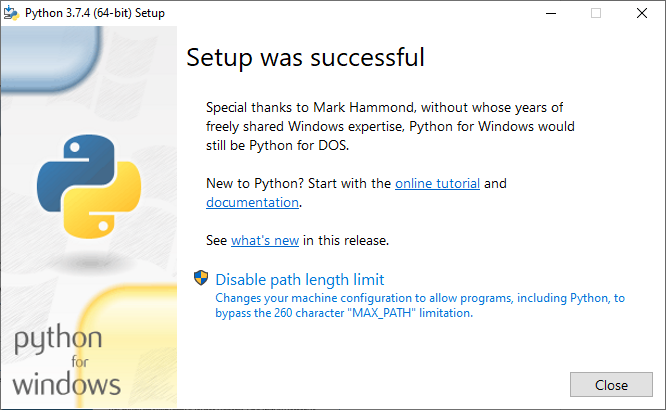 Python 3.7.4 (64-bit) Setup
Setup was successful
Special thanks to Mark Hammond, without whose years of
freely shared Windows expertise, Python for Windows would
still be Python for DOS.
New to Python? Start with the online tutorial and
documentation.
See what's new in this release.
Disable path length limit
Changes your machine configuration to allow programs, including Python, to
bypass the 260 character "MAX_PATH" limitation.
python
for
windows
Close